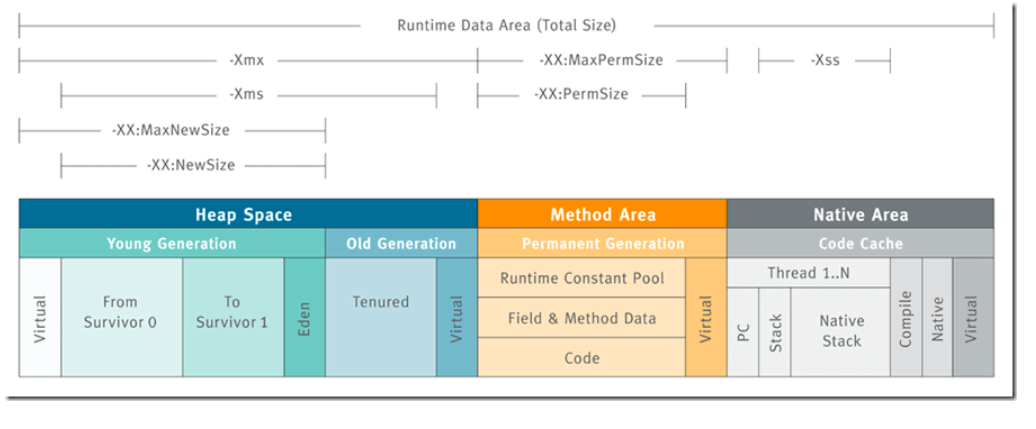 Runtime Data Area (Total Size)
-Xmx
-XX:MaxPermSize
-Xss
-Xms
-XX:PermSize
-XX:MaxNewSize
-XX:NewSize
Heap Space
Method Area
Native Area
Young Generation
Old Generation
Permanent Generation
Code Cache
Virtual
From
Survivor 0
To
Survivor 1
Eden
Tenured
Virtual
Runtime Constant Pool
Field & Method Data
Code
Virtual
Thread 1..N
PC
Stack
Native
Stack
Compile
Native
Virtual